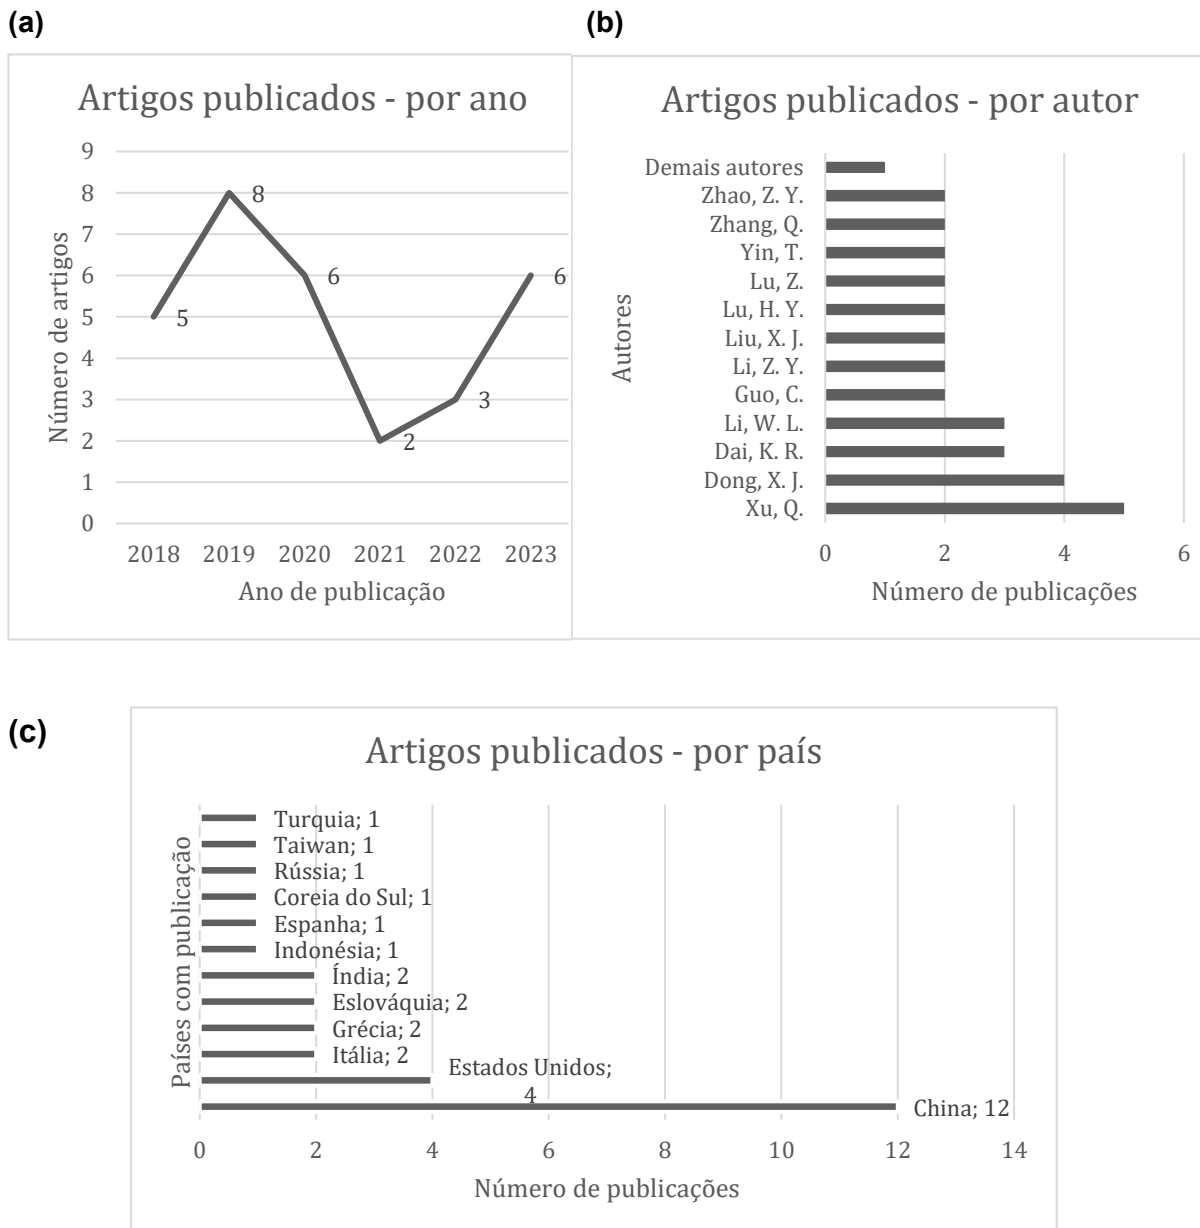 (a)
Artigos publicados - por ano
Número de artigos
9
8
7
6
5
4
3
2
1
0
5
8
6
2
3
6
2018 2019 2020 2021 2022 2023
Ano de publicação
(b)
Artigos publicados - por autor
Autores
Demais autores
Zhao, Z. Y.
Zhang, Q.
Yin, T.
Lu, Z.
Lu, H. Y.
Liu, X. J.
Li, Z. Y.
Guo, C.
Li, W. L.
Dai, K. R.
Dong, X. J.
Xu, Q.
0 2 4 6
Número de publicações
(c)
Artigos publicados - por país
Países com publicação
Turquia; 1
Taiwan; 1
Rússia; 1
Coreia do Sul; 1
Espanha; 1
Indonésia; 1
Índia; 2
Eslováquia; 2
Grécia; 2
Itália; 2
Estados Unidos;
4
China; 12
0 2 4 6 8 10 12 14
Número de publicações